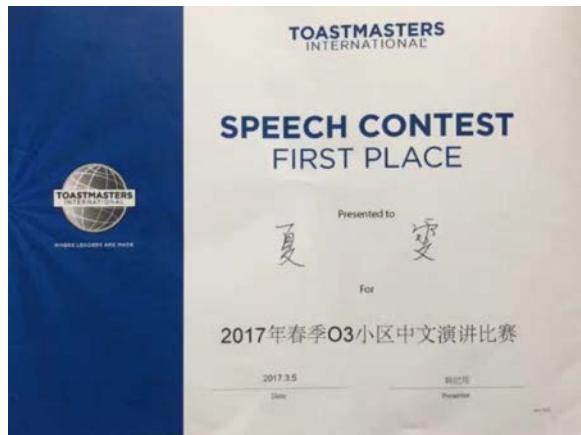 TOASTMASTERS
INTERNATIONAL
SPEECH CONTEST
FIRST PLACE
TOASTMASTERS
INTERNATIONAL
WHERE LEADERS ARE MADE
Presented to
夏 雯
For
2017年春季O3小区中文演讲比赛
2017.3.5
Date
Presenter